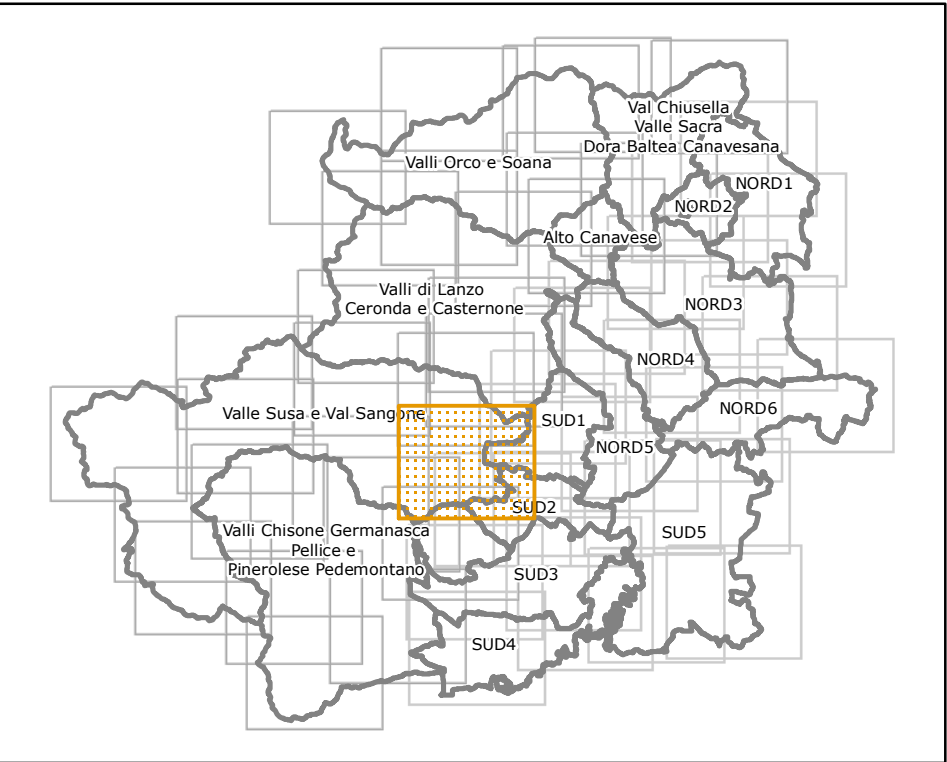 Val Chiusella
Valle Sacra
Dora Baltea Canavesana
Valli Orco e Soana
NORD1
NORD2
Alto Canavese
Valli di Lanzo
Ceronda e Casternone
NORD3
NORD4
Valle Susa e Val Sangone
SUD1
NORD6
NORD5
SUD2
Valli Chisone Germanasca
Pellice e
Pinerolese Pedemontano
SUD5
SUD3
SUD4